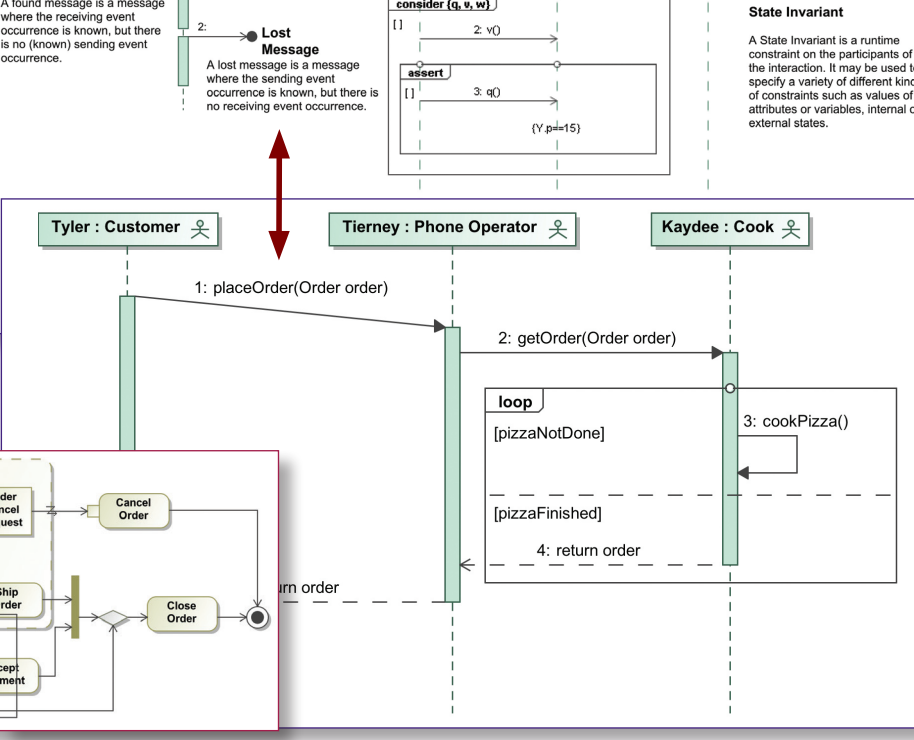 A found message is a message
where the receiving event
occurrence is known, but there
is no (known) sending event
occurrence.
2:
Lost
Message
A lost message is a message
where the sending event
occurrence is known, but there is
no receiving event occurrence.
consider {q, v, w}
[ ]
2: v()
assert
[ ]
3: q()
{Y.p==15}
State Invariant
A State Invariant is a runtime
constraint on the participants of
the interaction. It may be used
specify a variety of different
of constraints such as values of
attributes or variables, internal
external states.
Tyler : Customer
Tierney : Phone Operator
Kaydee : Cook
1: placeOrder(Order order)
2: getOrder(Order order)
loop
[pizzaNotDone]
3: cookPizza()
[pizzaFinished]
4: return order
order
Cancel
Order
Close
Order